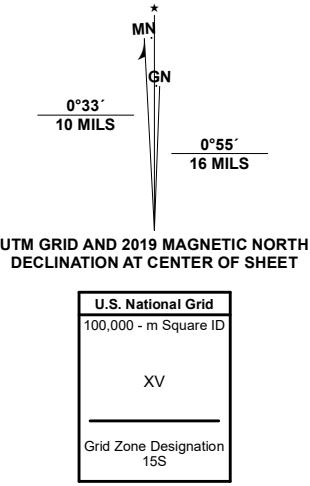 MN
GN
0°33´
10 MILS
0°55´
16 MILS
UTM GRID AND 2019 MAGNETIC NORTH
DECLINATION AT CENTER OF SHEET
U.S. National Grid
100,000 - m Square ID
XV
Grid Zone Designation
15S